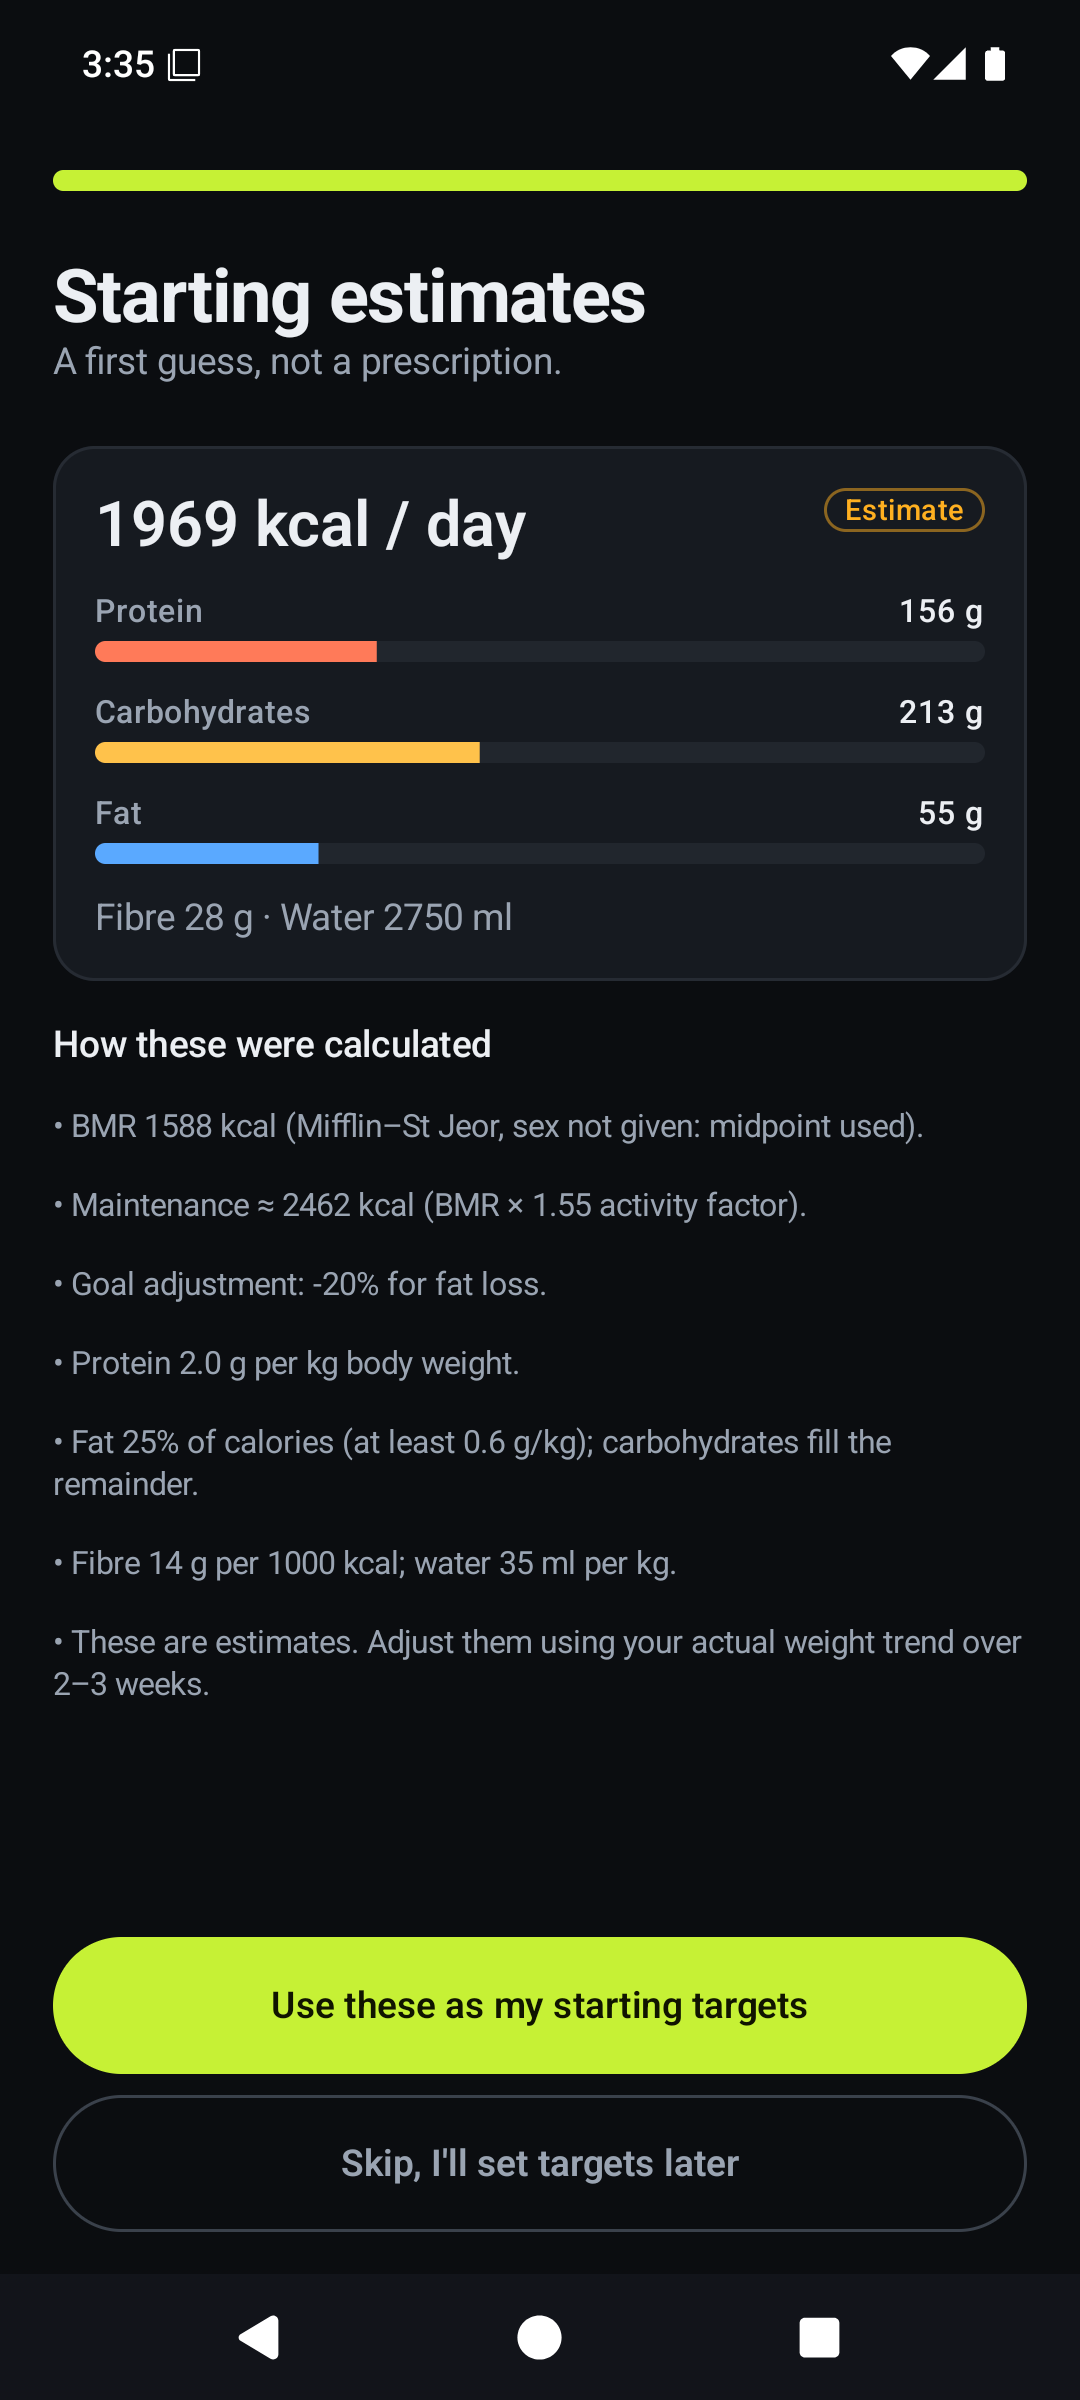 3:35
Starting estimates
A first guess, not a prescription.
1969 kcal / day
Estimate
Protein
156 g
Carbohydrates
213 g
Fat
55 g
Fibre 28 g · Water 2750 ml
How these were calculated
• BMR 1588 kcal (Mifflin–St Jeor, sex not given: midpoint used).
• Maintenance ≈ 2462 kcal (BMR × 1.55 activity factor).
• Goal adjustment: -20% for fat loss.
• Protein 2.0 g per kg body weight.
• Fat 25% of calories (at least 0.6 g/kg); carbohydrates fill the
remainder.
• Fibre 14 g per 1000 kcal; water 35 ml per kg.
• These are estimates. Adjust them using your actual weight trend over
2–3 weeks.
Use these as my starting targets
Skip, I'll set targets later